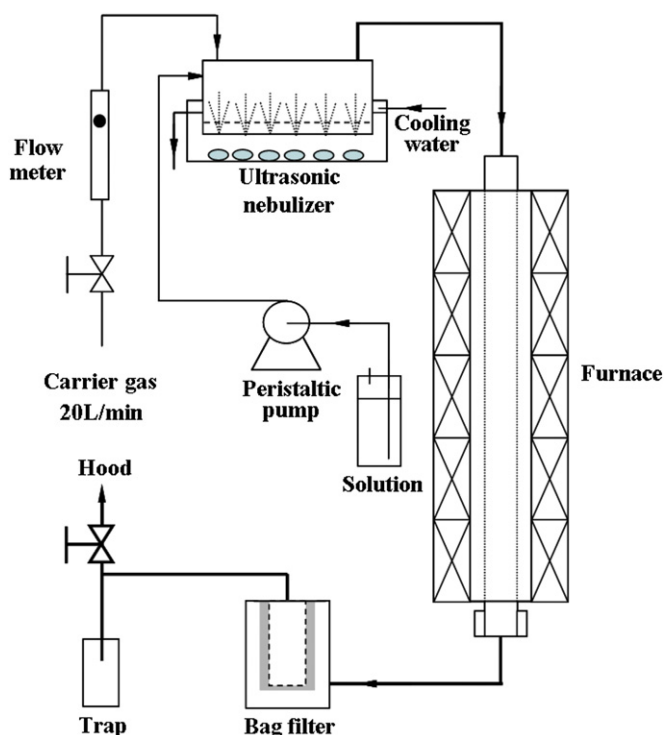 Flow
meter
Cooling
water
Ultrasonic
nebulizer
Carrier gas
20L/min
Peristaltic
pump
Solution
Furnace
Hood
Trap
Bag filter